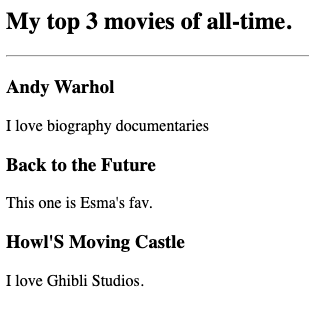 My top 3 movies of all-time.
Andy Warhol
I love biography documentaries
Back to the Future
This one is Esma's fav.
Howl'S Moving Castle
I love Ghibli Studios.